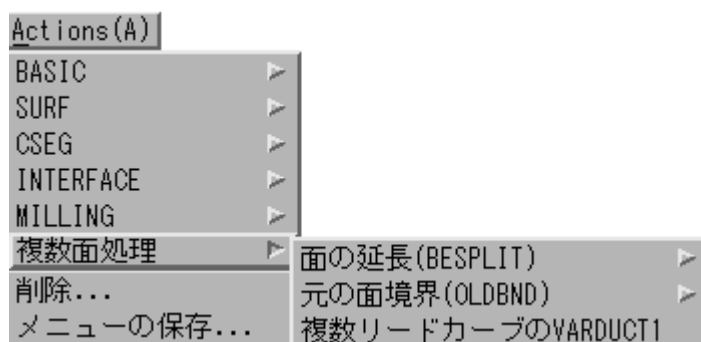 Actions(A)
BASIC
SURF
CSEG
INTERFACE
MILLING
複数面処理
面の延長(BESPLIT)
削除...
元の面境界(OLDBND)
メニューの保存...
複数リードカーブのVARDUCT1